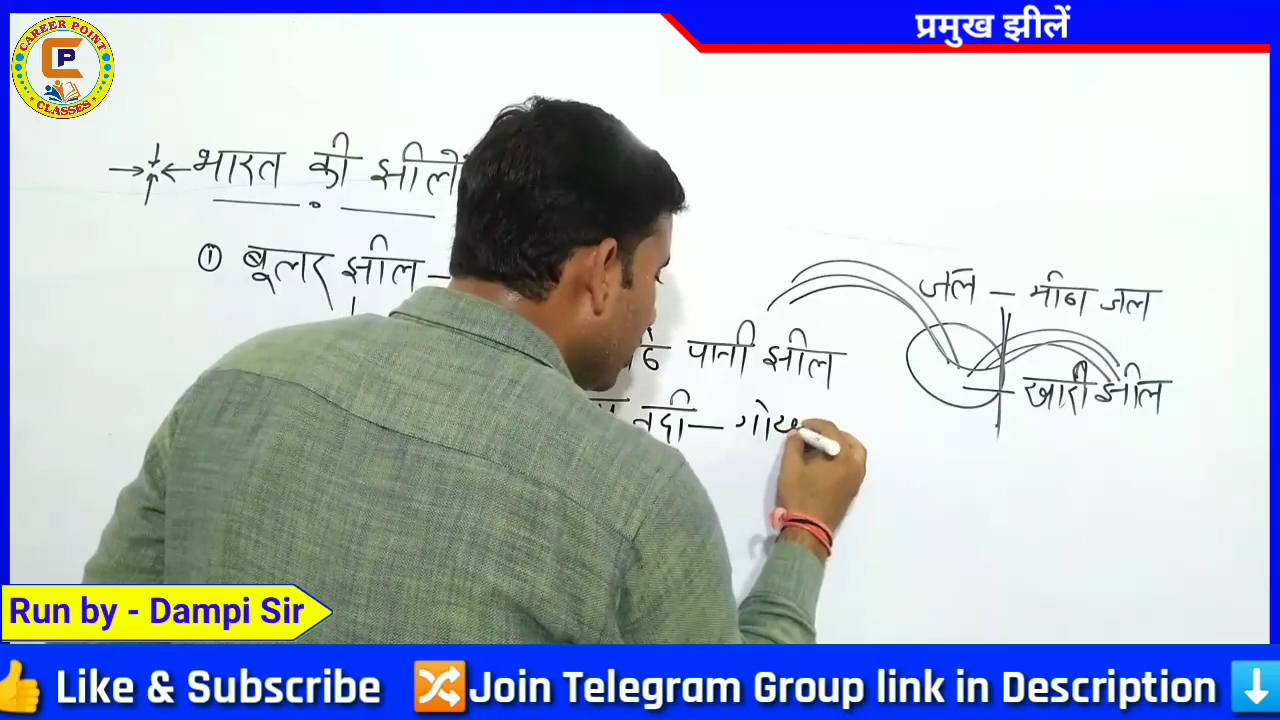 CAREER POINT
CP
CLASSES
प्रमुख झीलें
भारत की झीलें
① बूलर झील –
पानी झील
नदी – गोख
जल – मीठा जल
– खारी झील
Run by - Dampi Sir
Like & Subscribe
Join Telegram Group link in Description